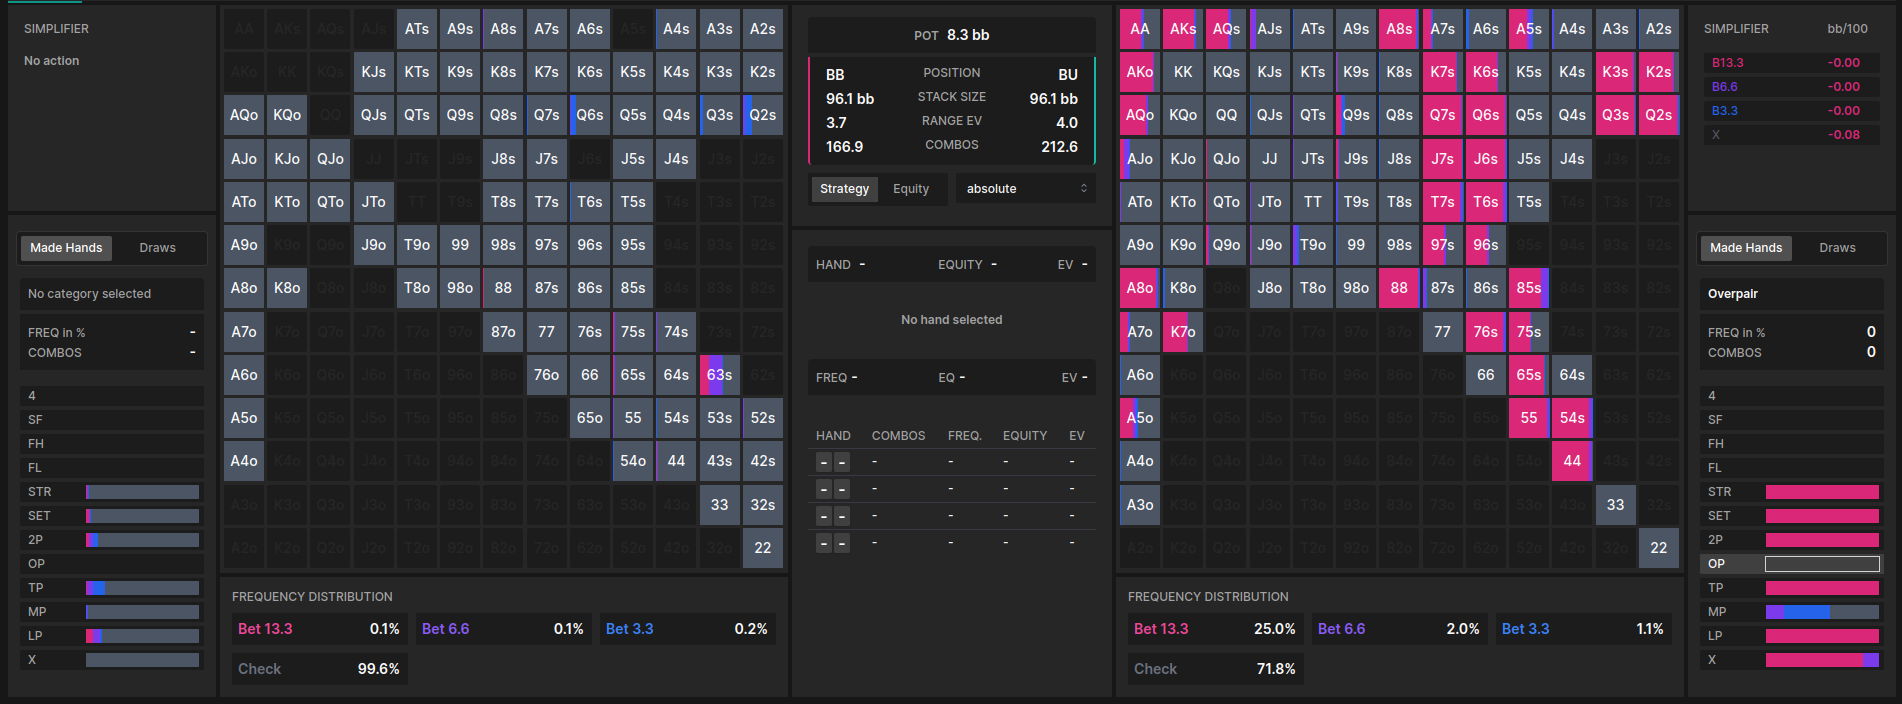 SIMPLIFIER
No action
Made Hands Draws
No category selected
FREQ in % -
COMBOS -
4
SF
FH
FL
STR
SET
2P
OP
TP
MP
LP
X
AA AKs AQs AJs ATs A9s A8s A7s A6s A5s A4s A3s A2s
AKo KK KQs KJs KTs K9s K8s K7s K6s K5s K4s K3s K2s
AQo KQo QQ QJs QTs Q9s Q8s Q7s Q6s Q5s Q4s Q3s Q2s
AJo KJo QJo JJ JTs J9s J8s J7s J6s J5s J4s J3s J2s
ATo KTo QTo JTo TT T9s T8s T7s T6s T5s T4s T3s T2s
A9o K9o Q9o J9o T9o 99 98s 97s 96s 95s 94s 93s 92s
A8o K8o Q8o J8o T8o 98o 88 87s 86s 85s 84s 83s 82s
A7o K7o Q7o J7o T7o 97o 87o 77 76s 75s 74s 73s 72s
A6o K6o Q6o J6o T6o 96o 86o 76o 66 65s 64s 63s 62s
A5o K5o Q5o J5o T5o 95o 85o 75o 65o 55 54s 53s 52s
A4o K4o Q4o J4o T4o 94o 84o 74o 64o 54o 44 43s 42s
A3o K3o Q3o J3o T3o 93o 83o 73o 63o 53o 43o 33 32s
A2o K2o Q2o J2o T2o 92o 82o 72o 62o 52o 42o 32o 22
FREQUENCY DISTRIBUTION
Bet 13.3 0.1% Bet 6.6 0.1% Bet 3.3 0.2%
Check 99.6%
POT 8.3 bb
BB POSITION BU
96.1 bb STACK SIZE 96.1 bb
3.7 RANGE EV 4.0
166.9 COMBOS 212.6
Strategy Equity absolute
HAND - EQUITY - EV -
No hand selected
FREQ - EQ - EV -
HAND COMBOS FREQ. EQUITY EV
- - - - - -
- - - - - -
- - - - - -
- - - - - -
AA AKs AQs AJs ATs A9s A8s A7s A6s A5s A4s A3s A2s
AKo KK KQs KJs KTs K9s K8s K7s K6s K5s K4s K3s K2s
AQo KQo QQ QJs QTs Q9s Q8s Q7s Q6s Q5s Q4s Q3s Q2s
AJo KJo QJo JJ JTs J9s J8s J7s J6s J5s J4s J3s J2s
ATo KTo QTo JTo TT T9s T8s T7s T6s T5s T4s T3s T2s
A9o K9o Q9o J9o T9o 99 98s 97s 96s 95s 94s 93s 92s
A8o K8o Q8o J8o T8o 98o 88 87s 86s 85s 84s 83s 82s
A7o K7o Q7o J7o T7o 97o 87o 77 76s 75s 74s 73s 72s
A6o K6o Q6o J6o T6o 96o 86o 76o 66 65s 64s 63s 62s
A5o K5o Q5o J5o T5o 95o 85o 75o 65o 55 54s 53s 52s
A4o K4o Q4o J4o T4o 94o 84o 74o 64o 54o 44 43s 42s
A3o K3o Q3o J3o T3o 93o 83o 73o 63o 53o 43o 33 32s
A2o K2o Q2o J2o T2o 92o 82o 72o 62o 52o 42o 32o 22
FREQUENCY DISTRIBUTION
Bet 13.3 25.0% Bet 6.6 2.0% Bet 3.3 1.1%
Check 71.8%
SIMPLIFIER bb/100
B13.3 -0.00
B6.6 -0.00
B3.3 -0.00
X -0.08
Made Hands Draws
Overpair
FREQ in % 0
COMBOS 0
4
SF
FH
FL
STR
SET
2P
OP
TP
MP
LP
X